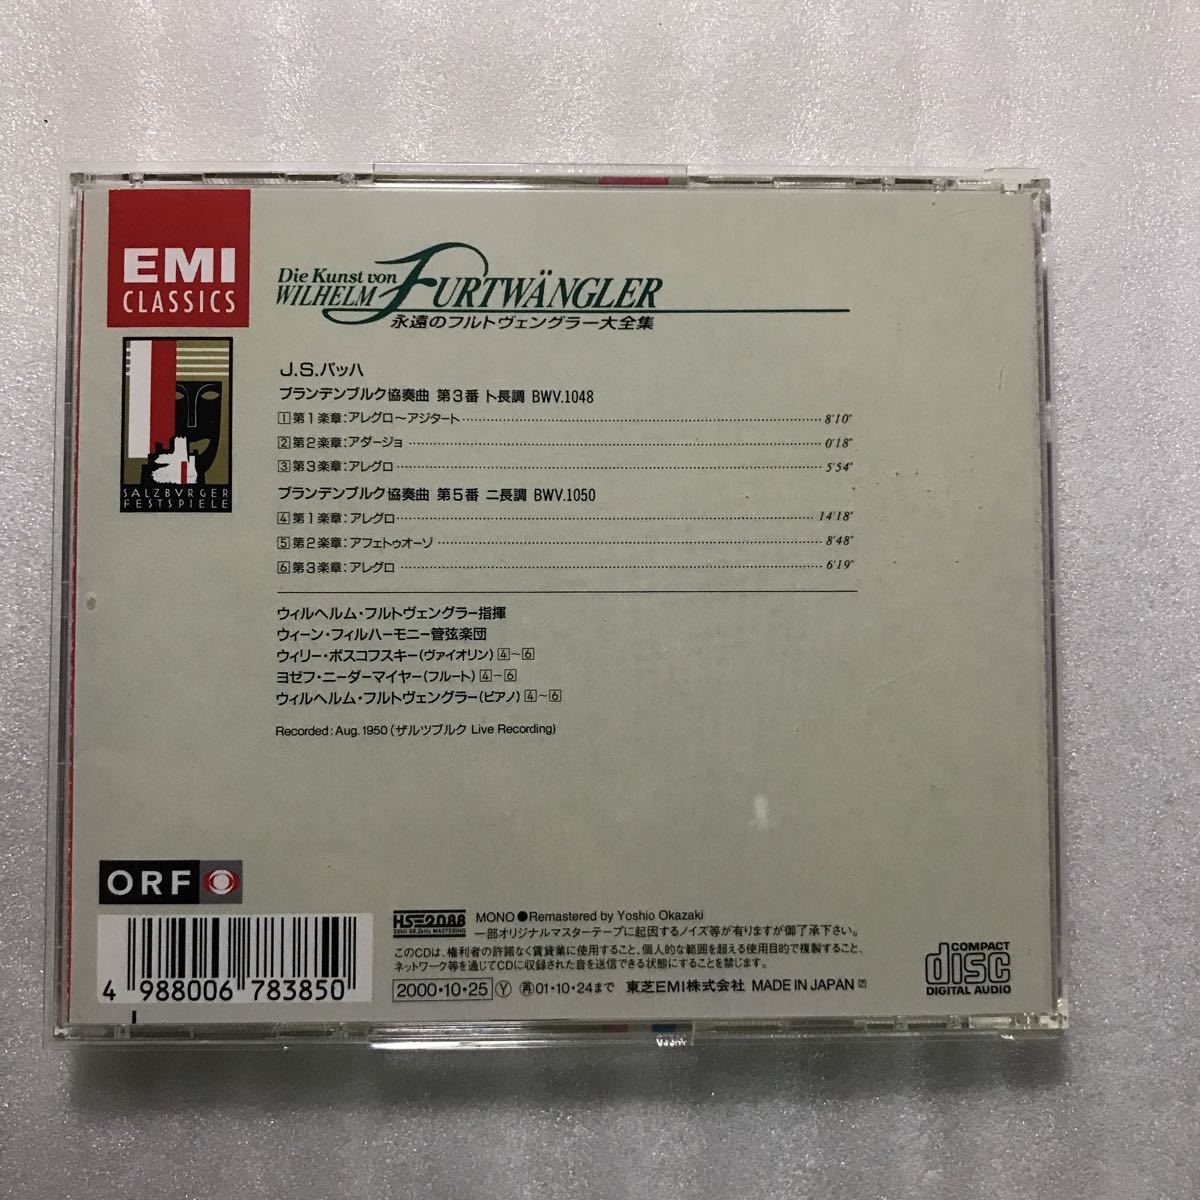 EMI
CLASSICS
SALZBVRGER
FESTSPIELE
Die Kunst von
WILHELM FURTWÄNGLER
永遠のフルトヴェングラー大全集
J.S.バッハ
ブランデンブルク協奏曲 第3番 ト長調 BWV.1048
1 第1楽章:アレグロ〜アジタート 8'10"
2 第2楽章:アダージョ 0'18"
3 第3楽章:アレグロ 5'54"
ブランデンブルク協奏曲 第5番 ニ長調 BWV.1050
4 第1楽章:アレグロ 14'18"
5 第2楽章:アフェトゥオーゾ 8'48"
6 第3楽章:アレグロ 6'19"
ウィルヘルム・フルトヴェングラー指揮
ウィーン・フィルハーモニー管弦楽団
ウィリー・ボスコフスキー(ヴァイオリン) 4〜6
ヨゼフ・ニーダーマイヤー(フルート) 4〜6
ウィルヘルム・フルトヴェングラー(ピアノ) 4〜6
Recorded:Aug.1950(ザルツブルク Live Recording)
ORF
4 988006 783850
HS-2088
20bit 88.2kHz MASTERING
MONO●Remastered by Yoshio Okazaki
一部オリジナルマスターテープに起因するノイズ等が有りますが御了承下さい。
このCDは、権利者の許諾なく賃貸業に使用すること、個人的な範囲を超える使用目的で複製すること、
ネットワーク等を通じてCDに収録された音を送信できる状態にすることを禁じます。
2000・10・25 Ⓨ 再01・10・24まで 東芝EMI株式会社 MADE IN JAPAN
COMPACT
disc
DIGITAL AUDIO